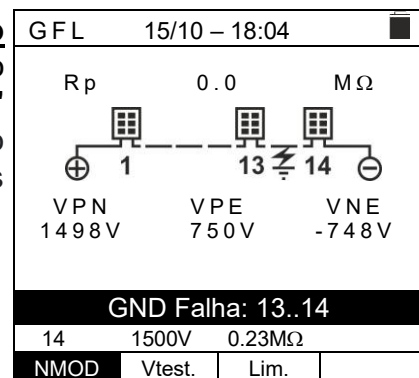 GFL 15/10 – 18:04
Rp 0.0 MΩ
1 13 14
VPN VPE VNE
1498V 750V -748V
GND Falha: 13..14
14 1500V 0.23MΩ
NMOD Vtest. Lim.